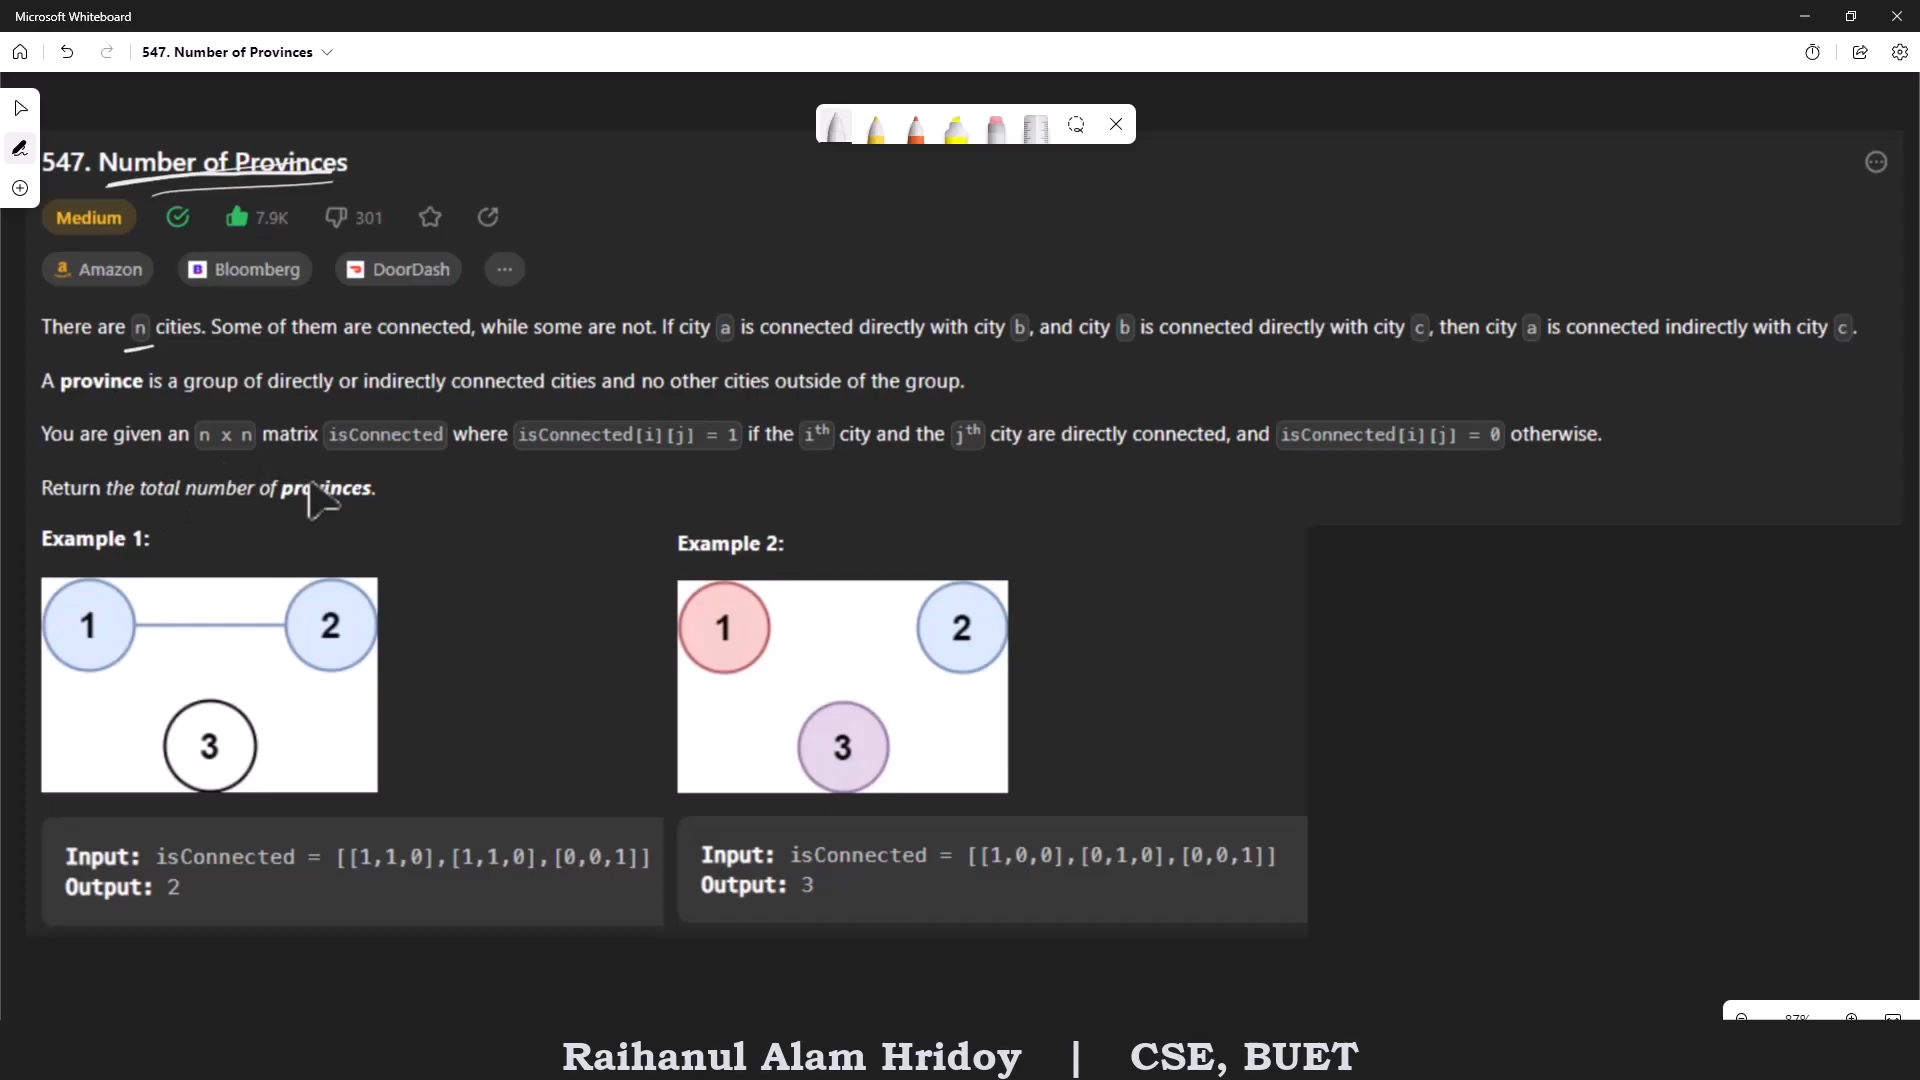 Microsoft Whiteboard
547. Number of Provinces
547. Number of Provinces
Medium 7.9K 301
Amazon Bloomberg DoorDash ...
There are n cities. Some of them are connected, while some are not. If city a is connected directly with city b, and city b is connected directly with city c, then city a is connected indirectly with city c.
A province is a group of directly or indirectly connected cities and no other cities outside of the group.
You are given an n x n matrix isConnected where isConnected[i][j] = 1 if the ith city and the jth city are directly connected, and isConnected[i][j] = 0 otherwise.
Return the total number of provinces.
Example 1:
1 2
3
Input: isConnected = [[1,1,0],[1,1,0],[0,0,1]]
Output: 2
Example 2:
1 2
3
Input: isConnected = [[1,0,0],[0,1,0],[0,0,1]]
Output: 3
87%
Raihanul Alam Hridoy | CSE, BUET